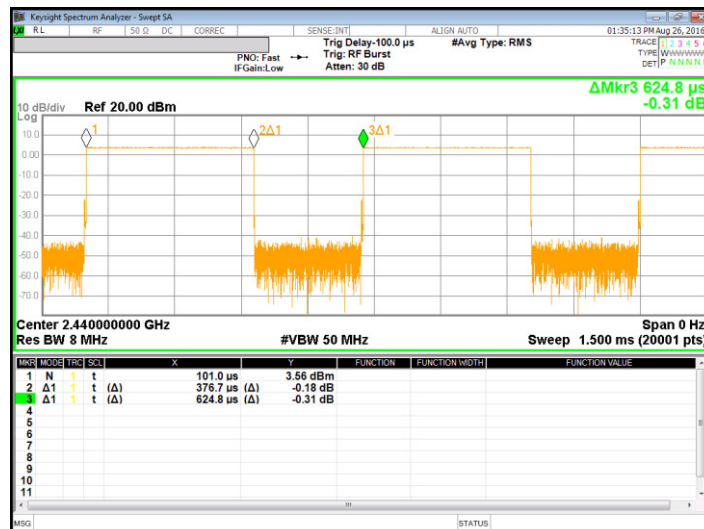 Keysight Spectrum Analyzer - Swept SA
RL RF 50 Ω DC CORREC SENSE:INT ALIGN AUTO 01:35:13 PM Aug 26, 2016
Trig Delay-100.0 µs #Avg Type: RMS TRACE 1 2 3 4 5
PNO: Fast Trig: RF Burst TYPE
IFGain:Low Atten: 30 dB DET P N N N N
ΔMkr3 624.8 µs
-0.31 dB
10 dB/div Ref 20.00 dBm
Log
1 2Δ1 3Δ1
10.0
0.00
-10.0
-20.0
-30.0
-40.0
-50.0
-60.0
-70.0
Center 2.440000000 GHz Span 0 Hz
Res BW 8 MHz #VBW 50 MHz Sweep 1.500 ms (20001 pts)
MKR MODE TRC SCL X Y FUNCTION FUNCTION WIDTH FUNCTION VALUE
1 N 1 t 101.0 µs 3.56 dBm
2 Δ1 1 t (Δ) 376.7 µs (Δ) -0.18 dB
3 Δ1 1 t (Δ) 624.8 µs (Δ) -0.31 dB
4
5
6
7
8
9
10
11
MSG STATUS